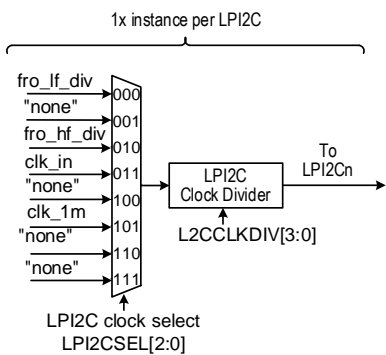 1x instance per LPI2C
fro_lf_div
000
"none"
001
fro_hf_div
010
clk_in
011
"none"
100
clk_1m
101
"none"
110
"none"
111
LPI2C
Clock Divider
To
LPI2Cn
L2CCLKDIV[3:0]
LPI2C clock select
LPI2CSEL[2:0]